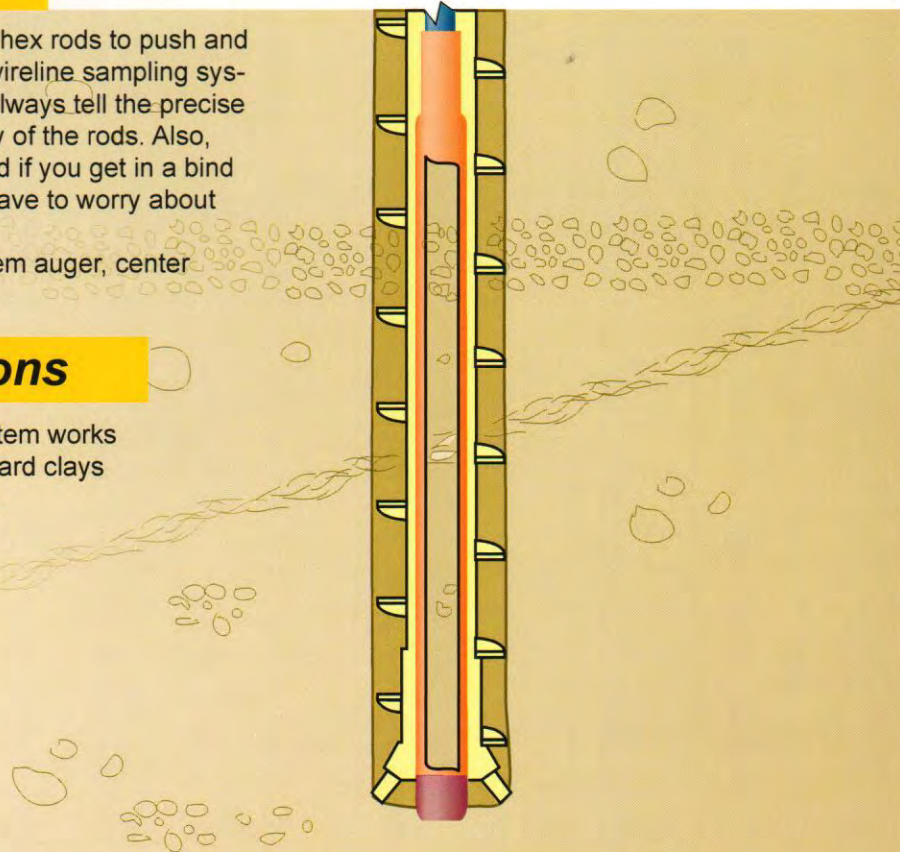 hex rods to push and
wireline sampling sys-
always tell the precise
of the rods. Also,
if you get in a bind
ave to worry about
em auger, center
ons
tem works
ard clays